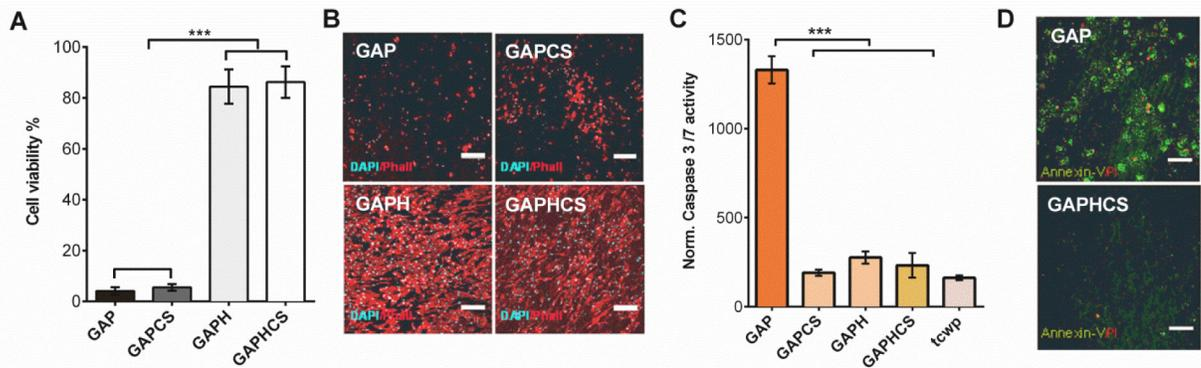 A
***
100
80
60
40
20
0
Cell viability %
GAP
GAPCS
GAPH
GAPHCS
B
GAP
DAPI/Phall
GAPCS
DAPI/Phall
GAPH
DAPI/Phall
GAPHCS
DAPI/Phall
C
***
1500
1000
500
0
Norm. Caspase 3 /7 activity
GAP
GAPCS
GAPH
GAPHCS
tcwp
D
GAP
Annexin-V/PI
GAPHCS
Annexin-V/PI